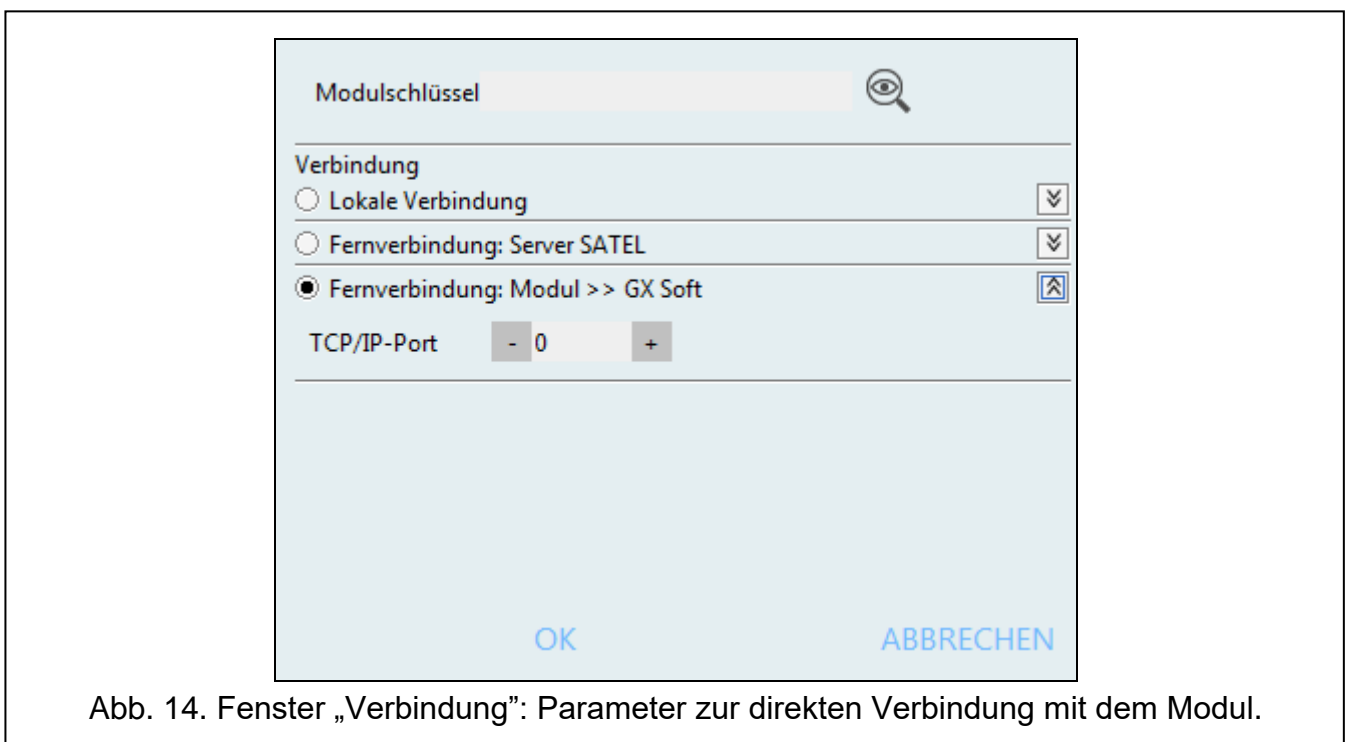 Modulschlüssel
Verbindung
Lokale Verbindung
Fernverbindung: Server SATEL
Fernverbindung: Modul >> GX Soft
TCP/IP-Port - 0 +
OK ABBRECHEN
Abb. 14. Fenster „Verbindung”: Parameter zur direkten Verbindung mit dem Modul.